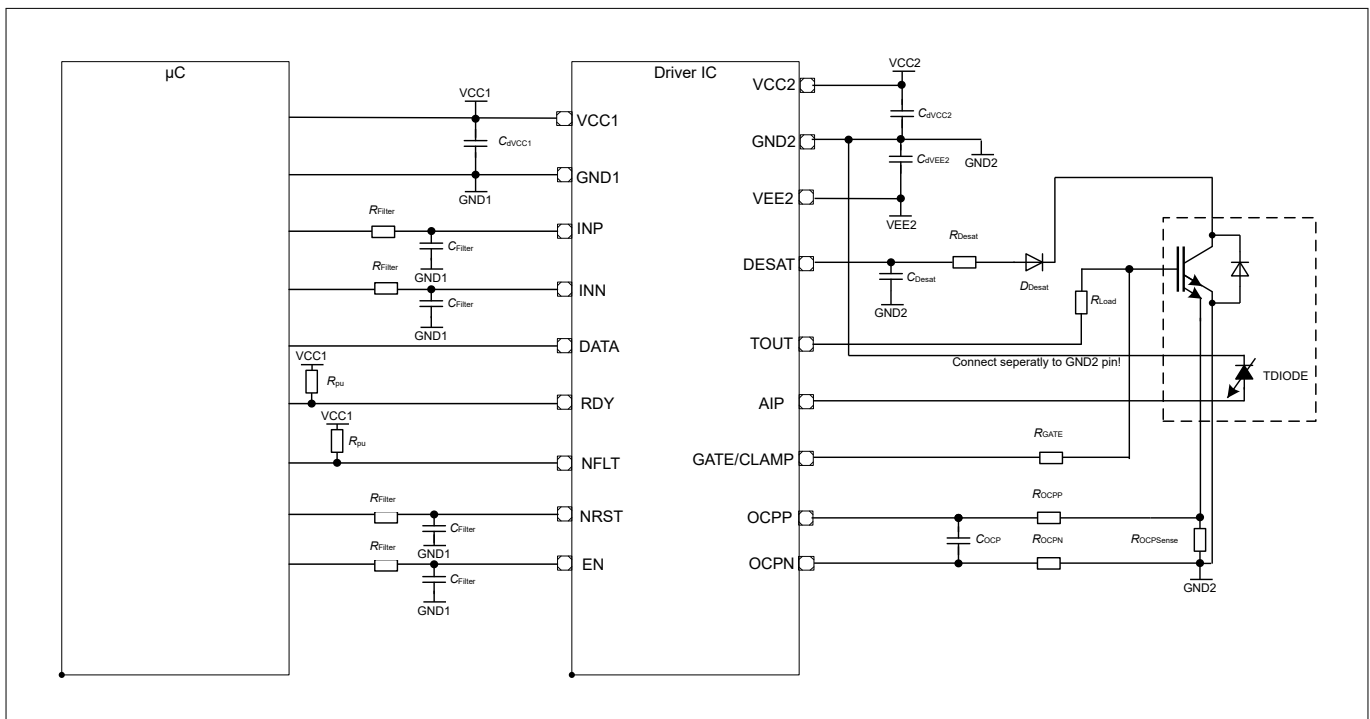 µC
Driver IC
VCC1
CdVCC1
GND1
RFilter
CFilter
GND1
RFilter
CFilter
GND1
VCC1
Rpu
VCC1
Rpu
RFilter
CFilter
GND1
RFilter
CFilter
GND1
VCC1
GND1
INP
INN
DATA
RDY
NFLT
NRST
EN
VCC2
GND2
VEE2
DESAT
TOUT
AIP
GATE/CLAMP
OCPP
OCPN
VCC2
CdVCC2
GND2
CdVEE2
VEE2
RDesat
CDesat
DDesat
GND2
RLoad
Connect seperatly to GND2 pin!
TDIODE
RGATE
ROCPP
COCP
ROCPN
ROCPSense
GND2